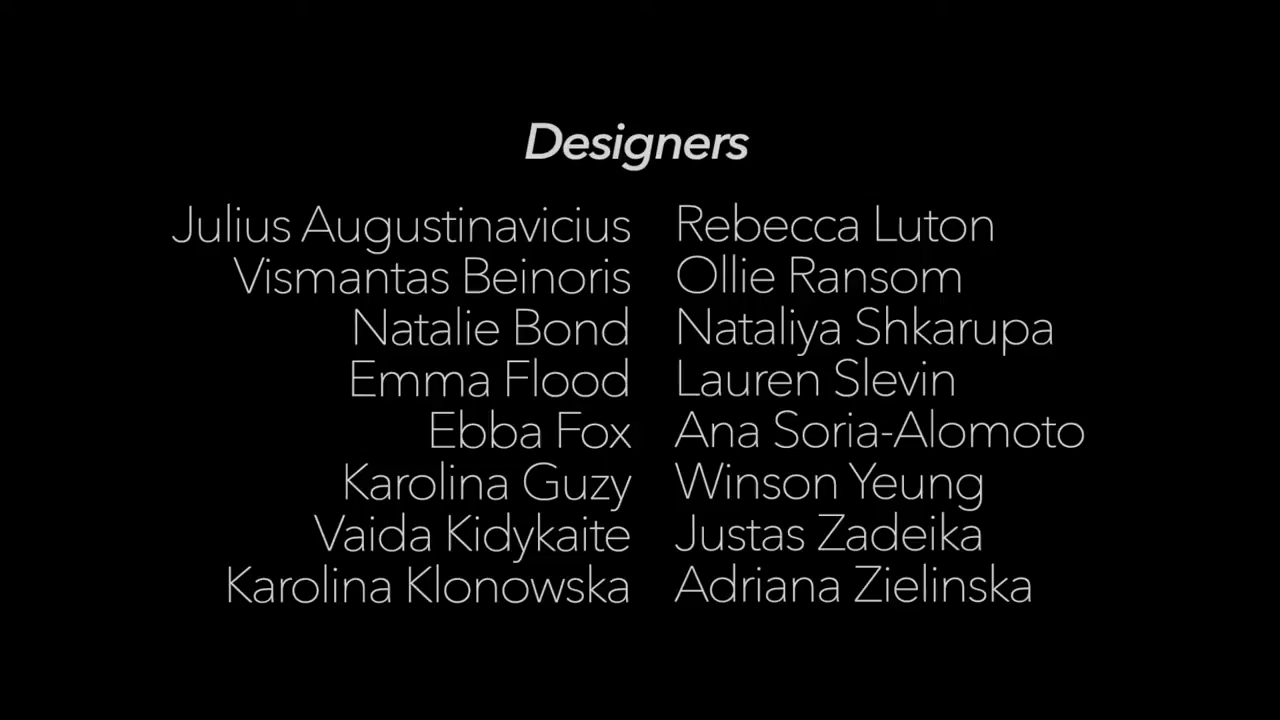 Designers
Julius Augustinavicius
Vismantas Beinoris
Natalie Bond
Emma Flood
Ebba Fox
Karolina Guzy
Vaida Kidykaite
Karolina Klonowska
Rebecca Luton
Ollie Ransom
Nataliya Shkarupa
Lauren Slevin
Ana Soria-Alomoto
Winson Yeung
Justas Zadeika
Adriana Zielinska